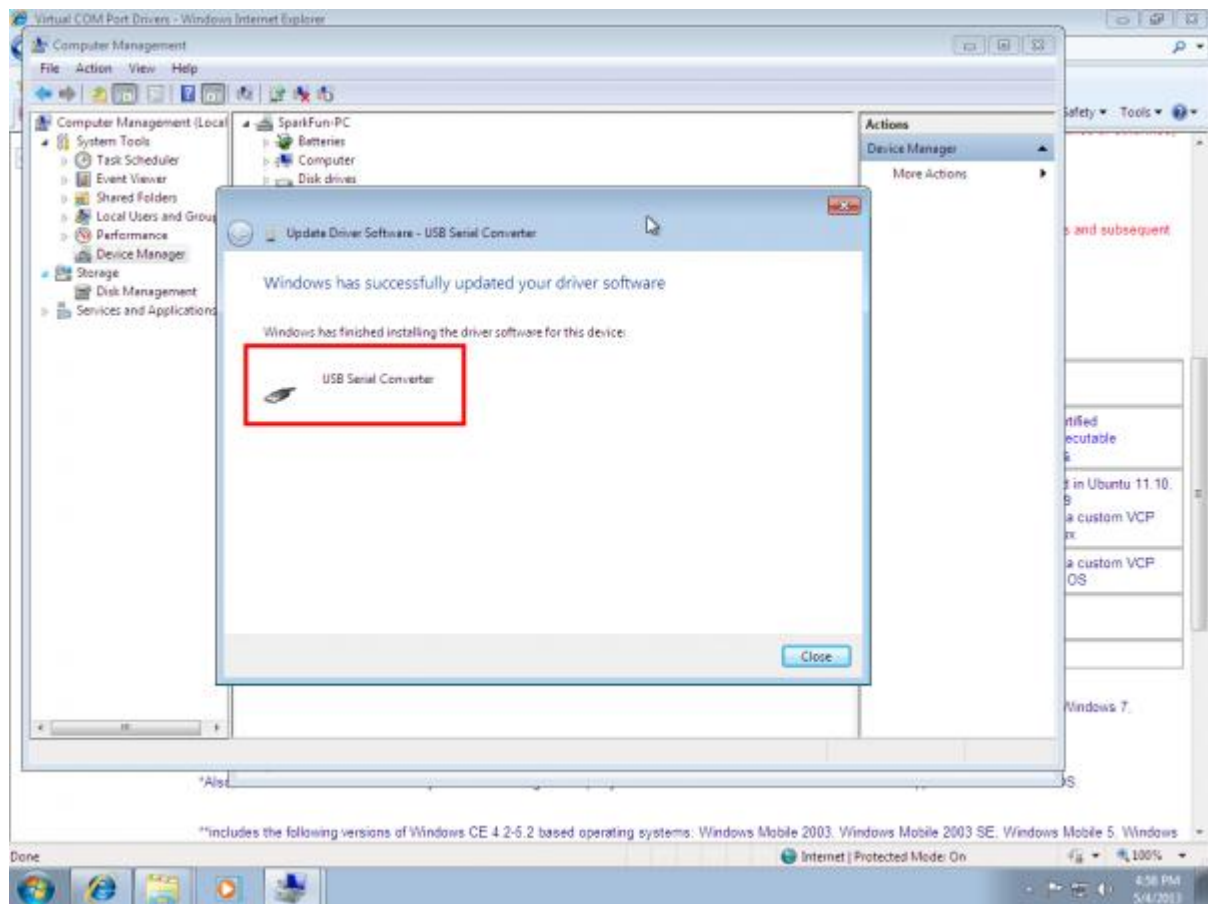 Virtual COM Port Drivers - Windows Internet Explorer
Computer Management
File Action View Help
Safety Tools
Computer Management (Local
System Tools
Task Scheduler
Event Viewer
Shared Folders
Local Users and Group
Performance
Device Manager
Storage
Disk Management
Services and Applications
SparkFun-PC
Batteries
Computer
Disk drives
Actions
Device Manager
More Actions
Update Driver Software - USB Serial Converter
Windows has successfully updated your driver software
Windows has finished installing the driver software for this device:
USB Serial Converter
Close
s and subsequent
rtified
ecutable
d in Ubuntu 11.10,
a custom VCP
a custom VCP
OS
Windows 7,
*Also
OS.
**includes the following versions of Windows CE 4.2-5.2 based operating systems: Windows Mobile 2003, Windows Mobile 2003 SE, Windows Mobile 5, Windows
Done
Internet | Protected Mode: On
100%
4:58 PM
5/4/2013